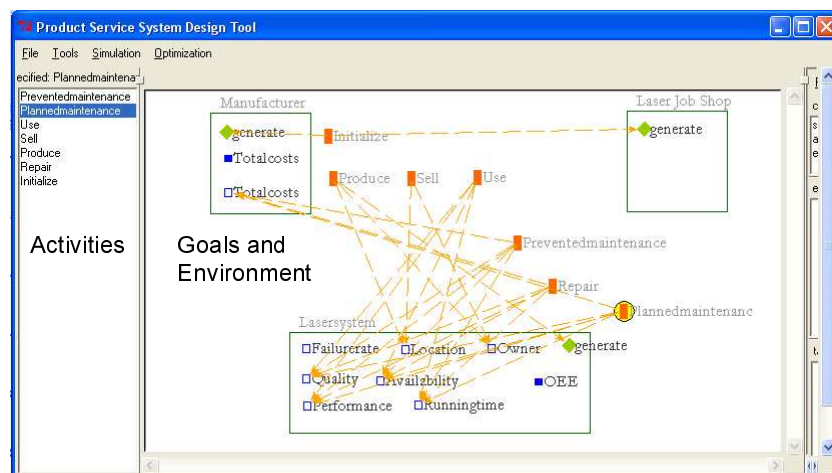 Product Service System Design Tool
File Tools Simulation Optimization
ecified: Plannedmaintena
Preventedmaintenance
Plannedmaintenance
Use
Sell
Produce
Repair
Initialize
Activities
Goals and
Environment
Manufacturer
generate
Totalcosts
Totalcosts
Initialize
Laser Job Shop
generate
Produce
Sell
Use
Preventedmaintenance
Repair
Plannedmaintenanc
Lasersystem
Failurerate
Location
Owner
generate
Quality
Availability
OEE
Performance
Runningtime